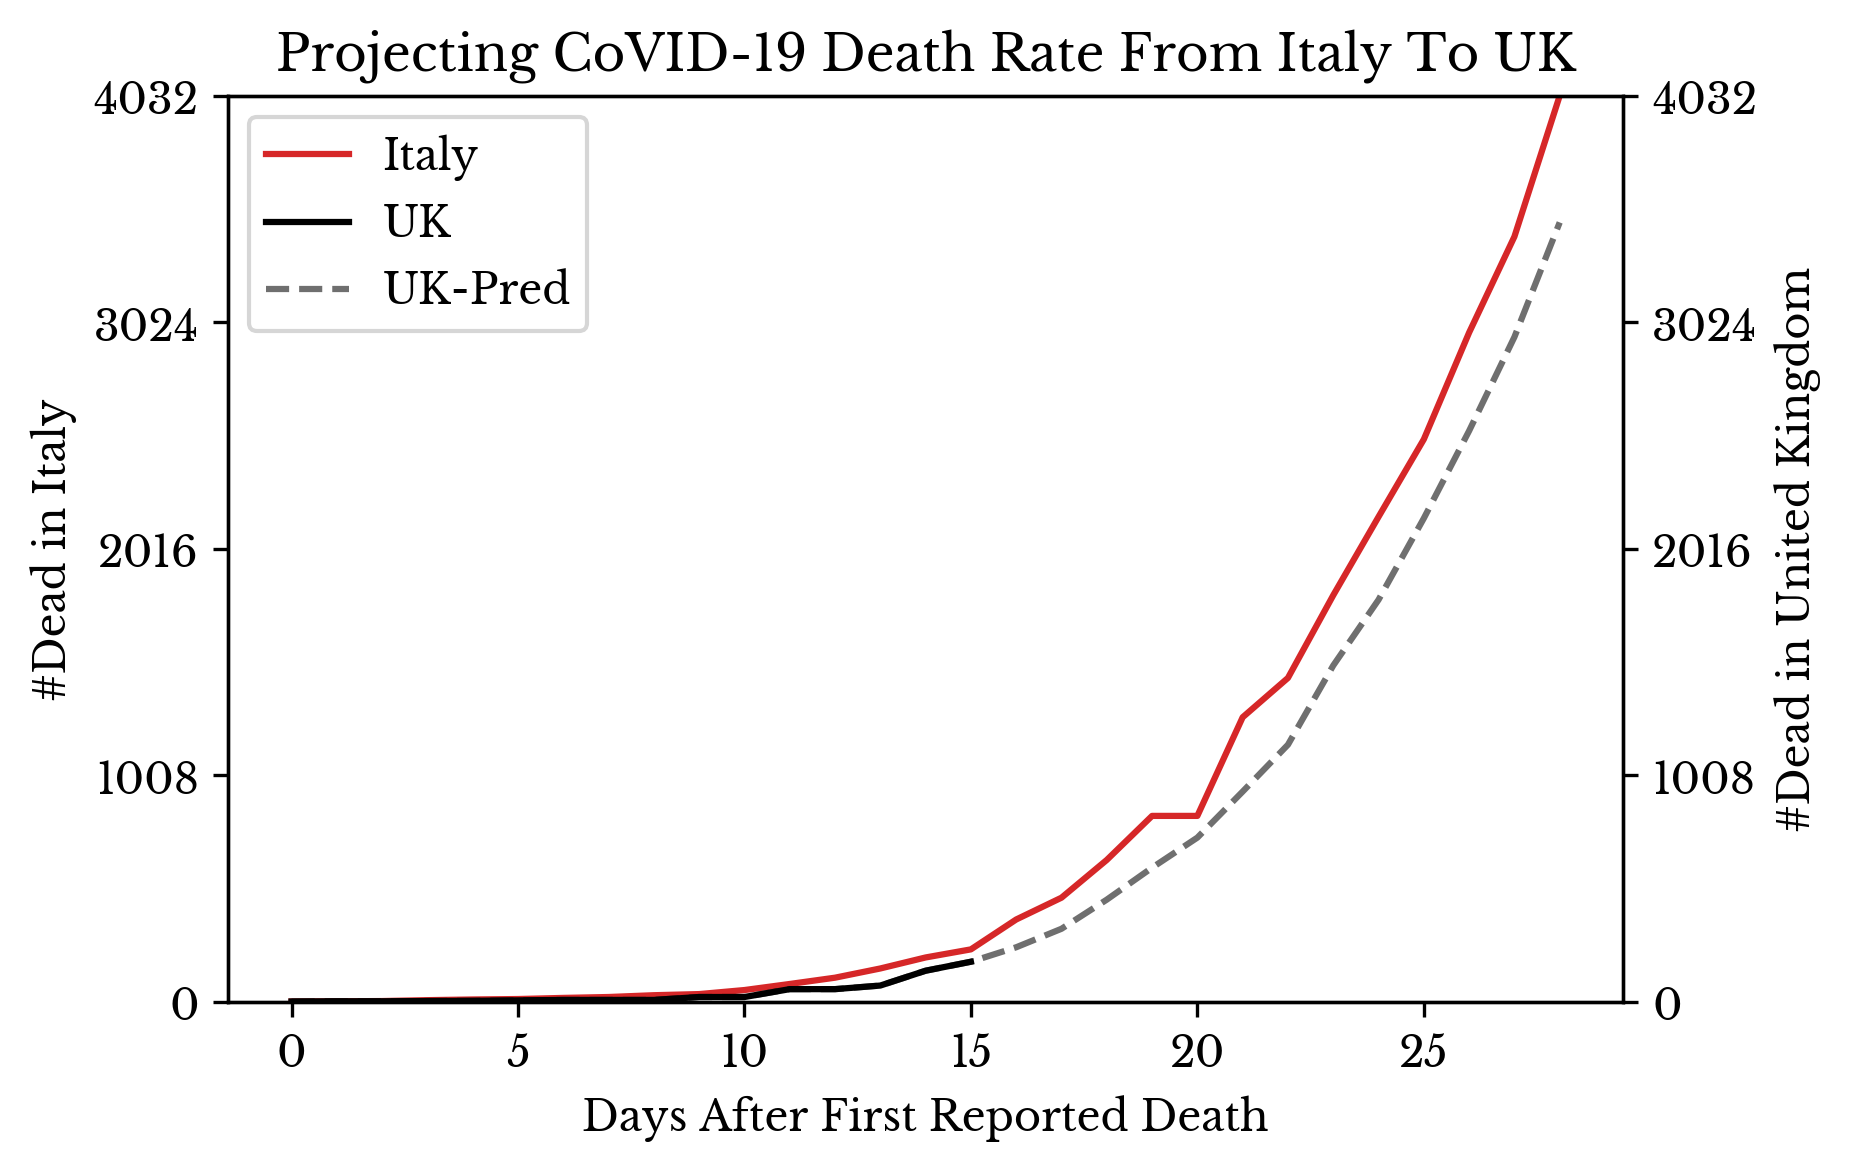 Projecting CoVID-19 Death Rate From Italy To UK
4032
3024
2016
1008
0
#Dead in Italy
Italy
UK
UK-Pred
4032
3024
2016
1008
0
#Dead in United Kingdom
0 5 10 15 20 25
Days After First Reported Death